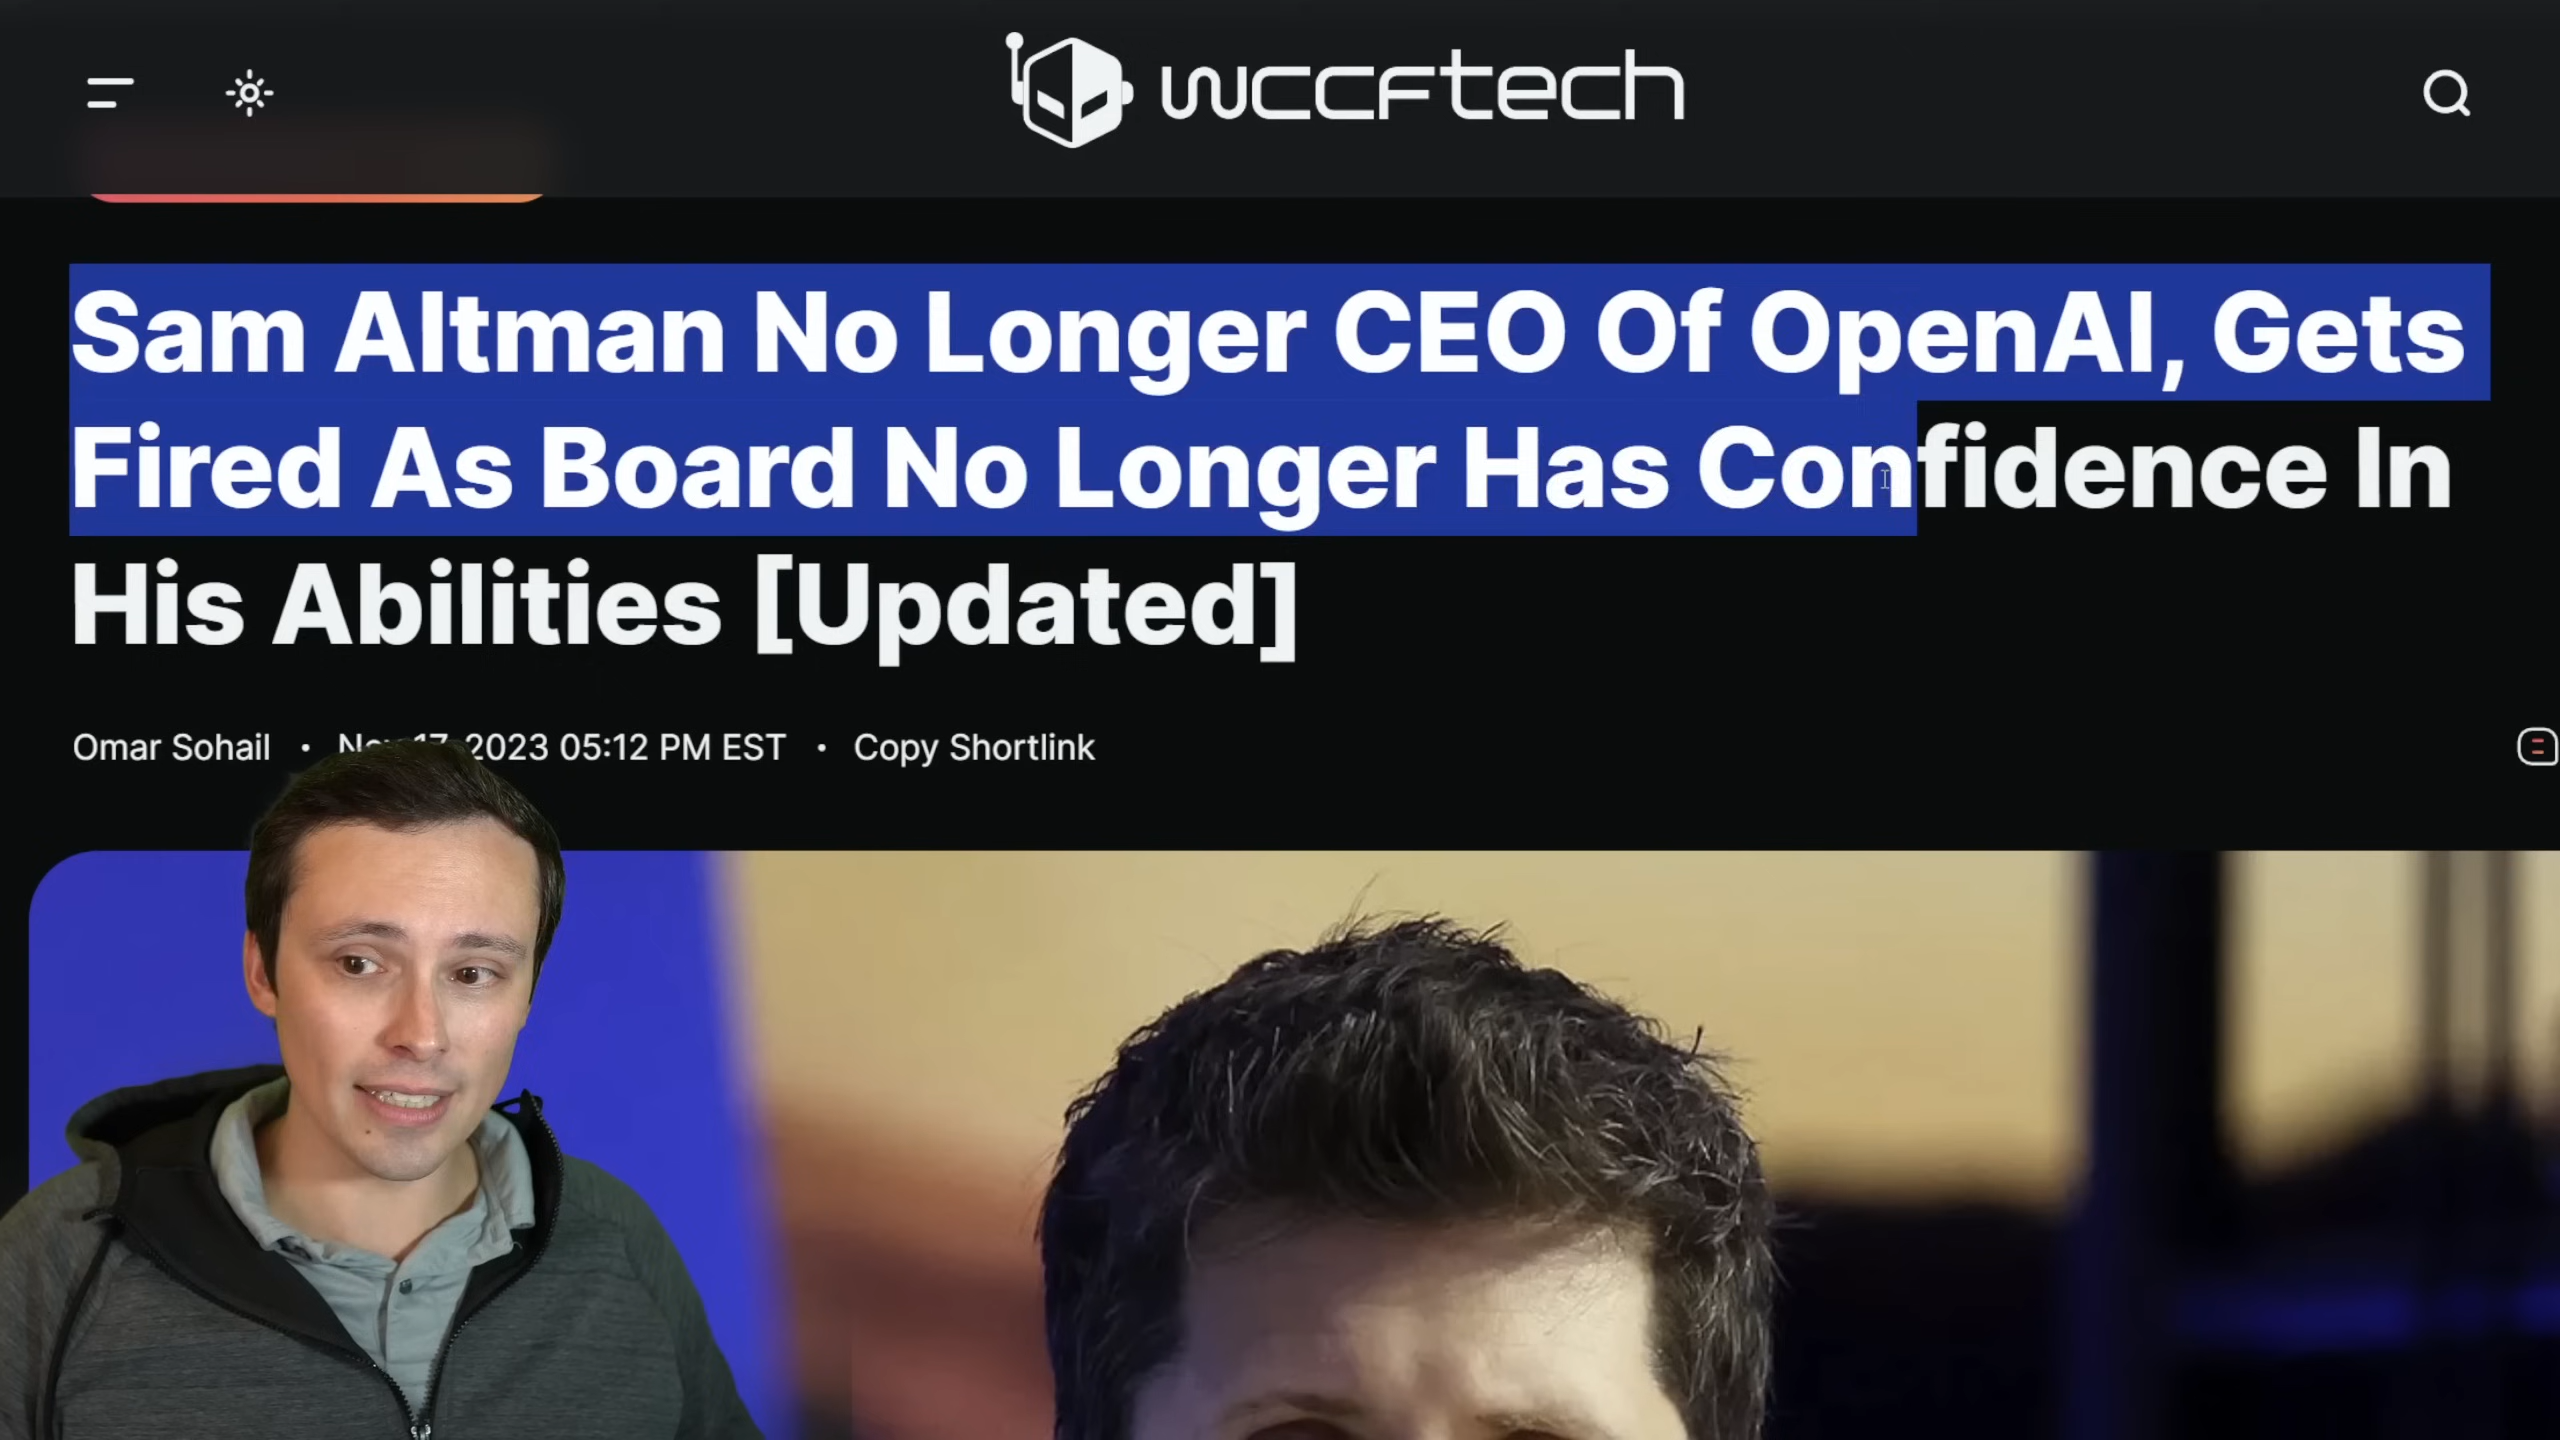 wccftech
Sam Altman No Longer CEO Of OpenAI, Gets
Fired As Board No Longer Has Confidence In
His Abilities [Updated]
Omar Sohail • 2023 05:12 PM EST • Copy Shortlink